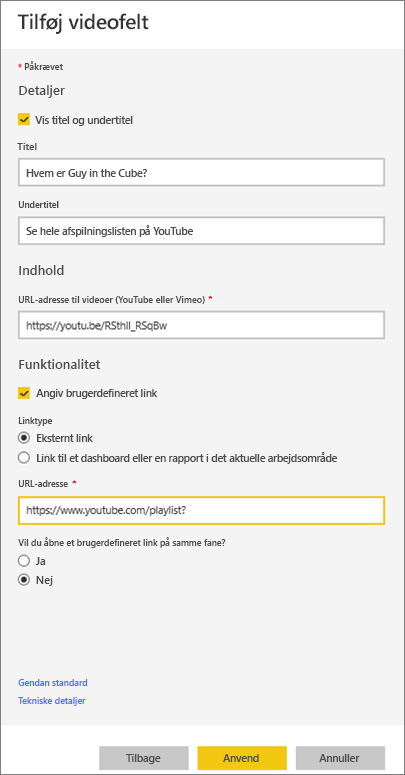 Tilføj videofelt
* Påkrævet
Detaljer
Vis titel og undertitel
Titel
Hvem er Guy in the Cube?
Undertitel
Se hele afspilningslisten på YouTube
Indhold
URL-adresse til videoer (YouTube eller Vimeo) *
https://youtu.be/RSthlI_RSqBw
Funktionalitet
Angiv brugerdefineret link
Linktype
Eksternt link
Link til et dashboard eller en rapport i det aktuelle arbejdsområde
URL-adresse *
https://www.youtube.com/playlist?
Vil du åbne et brugerdefineret link på samme fane?
Ja
Nej
Gendan standard
Tekniske detaljer
Tilbage
Anvend
Annuller